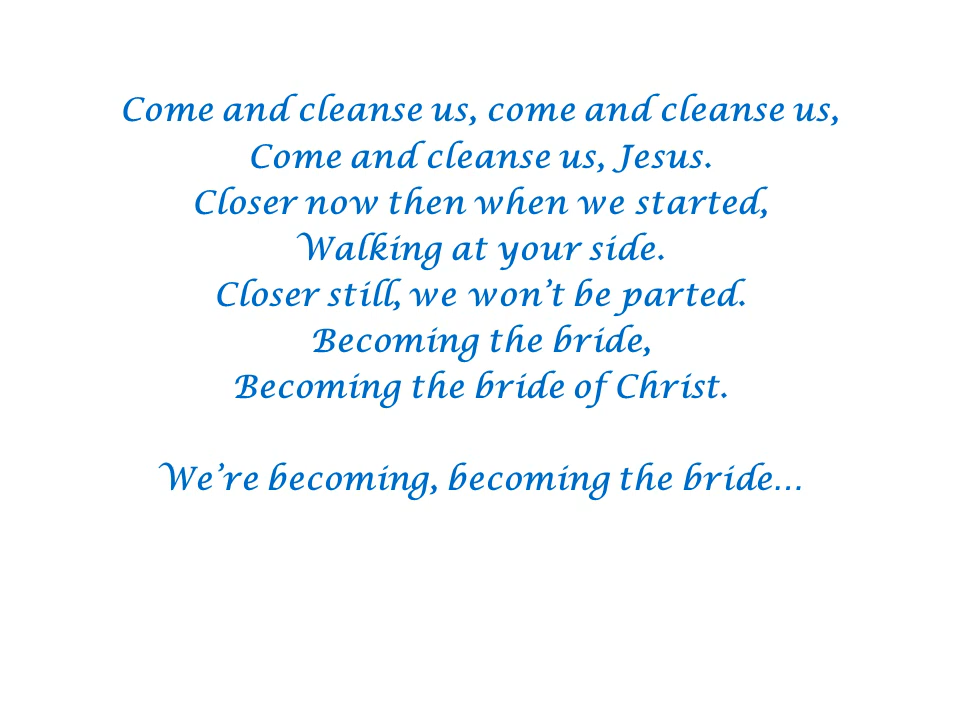 Come and cleanse us, come and cleanse us,
Come and cleanse us, Jesus.
Closer now then when we started,
Walking at your side.
Closer still, we won’t be parted.
Becoming the bride,
Becoming the bride of Christ.
We’re becoming, becoming the bride…